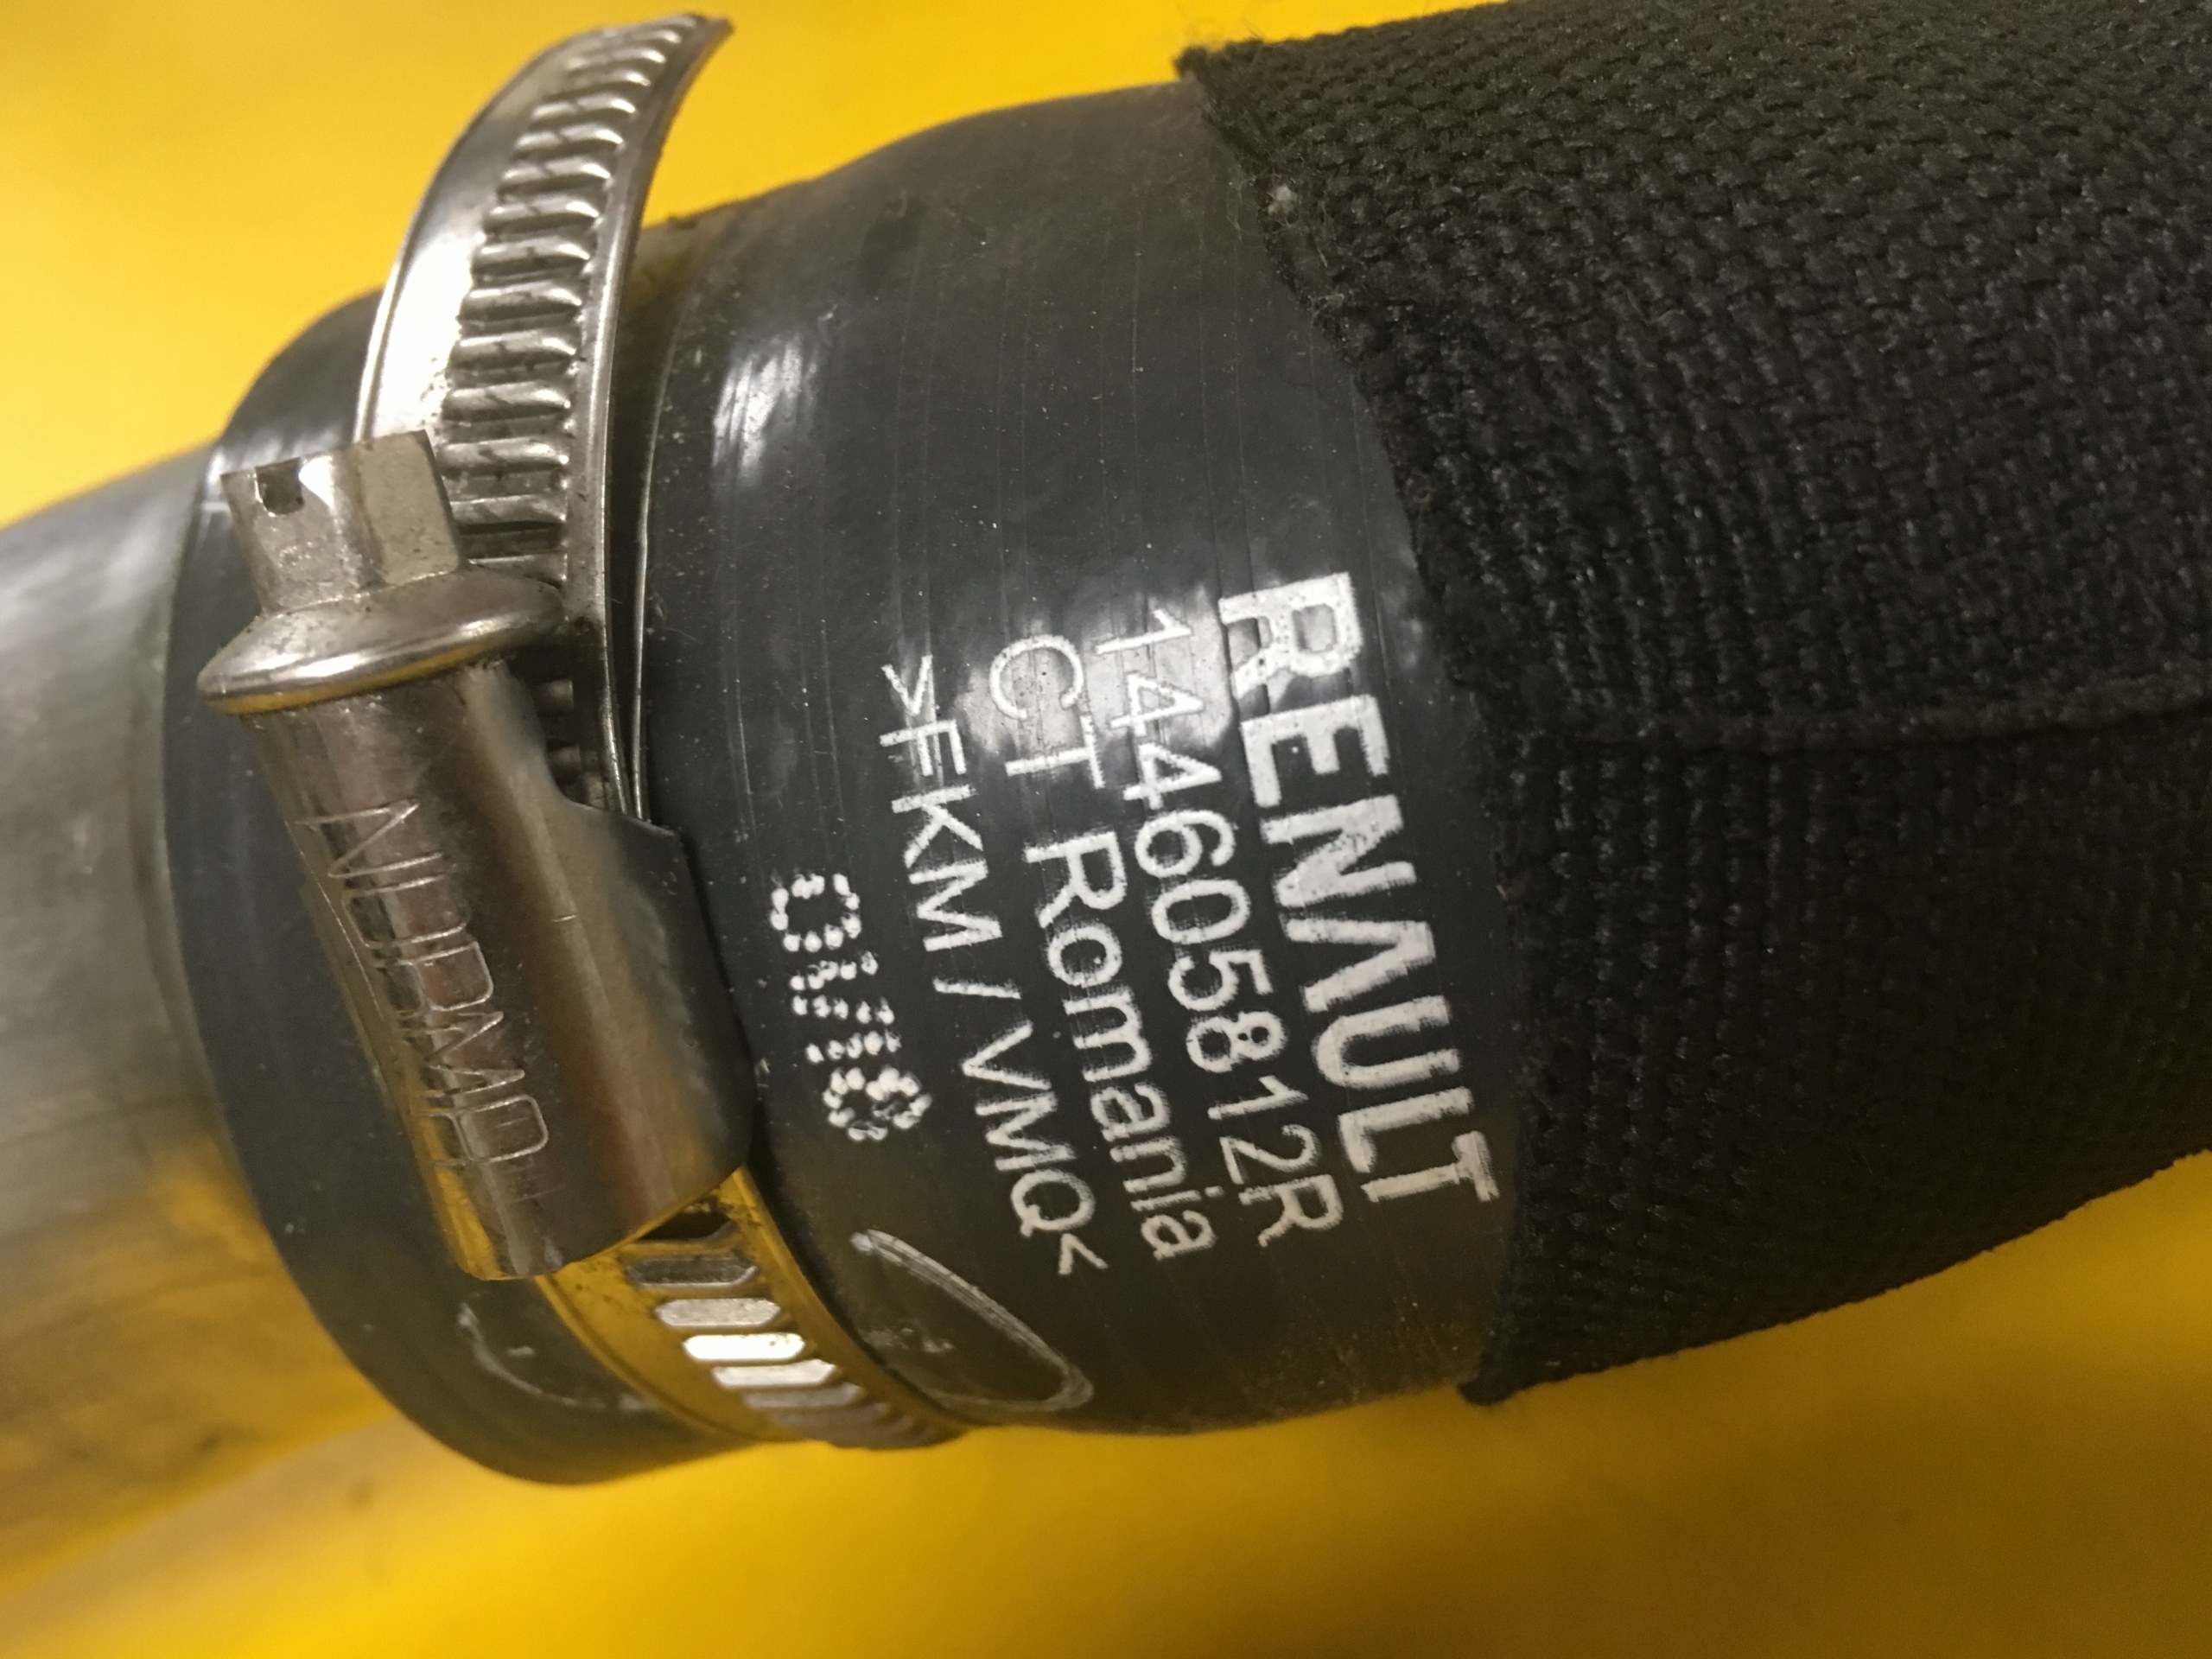 RENAULT
144605812R
CT Romania
>FKM / VMQ<
NORMA